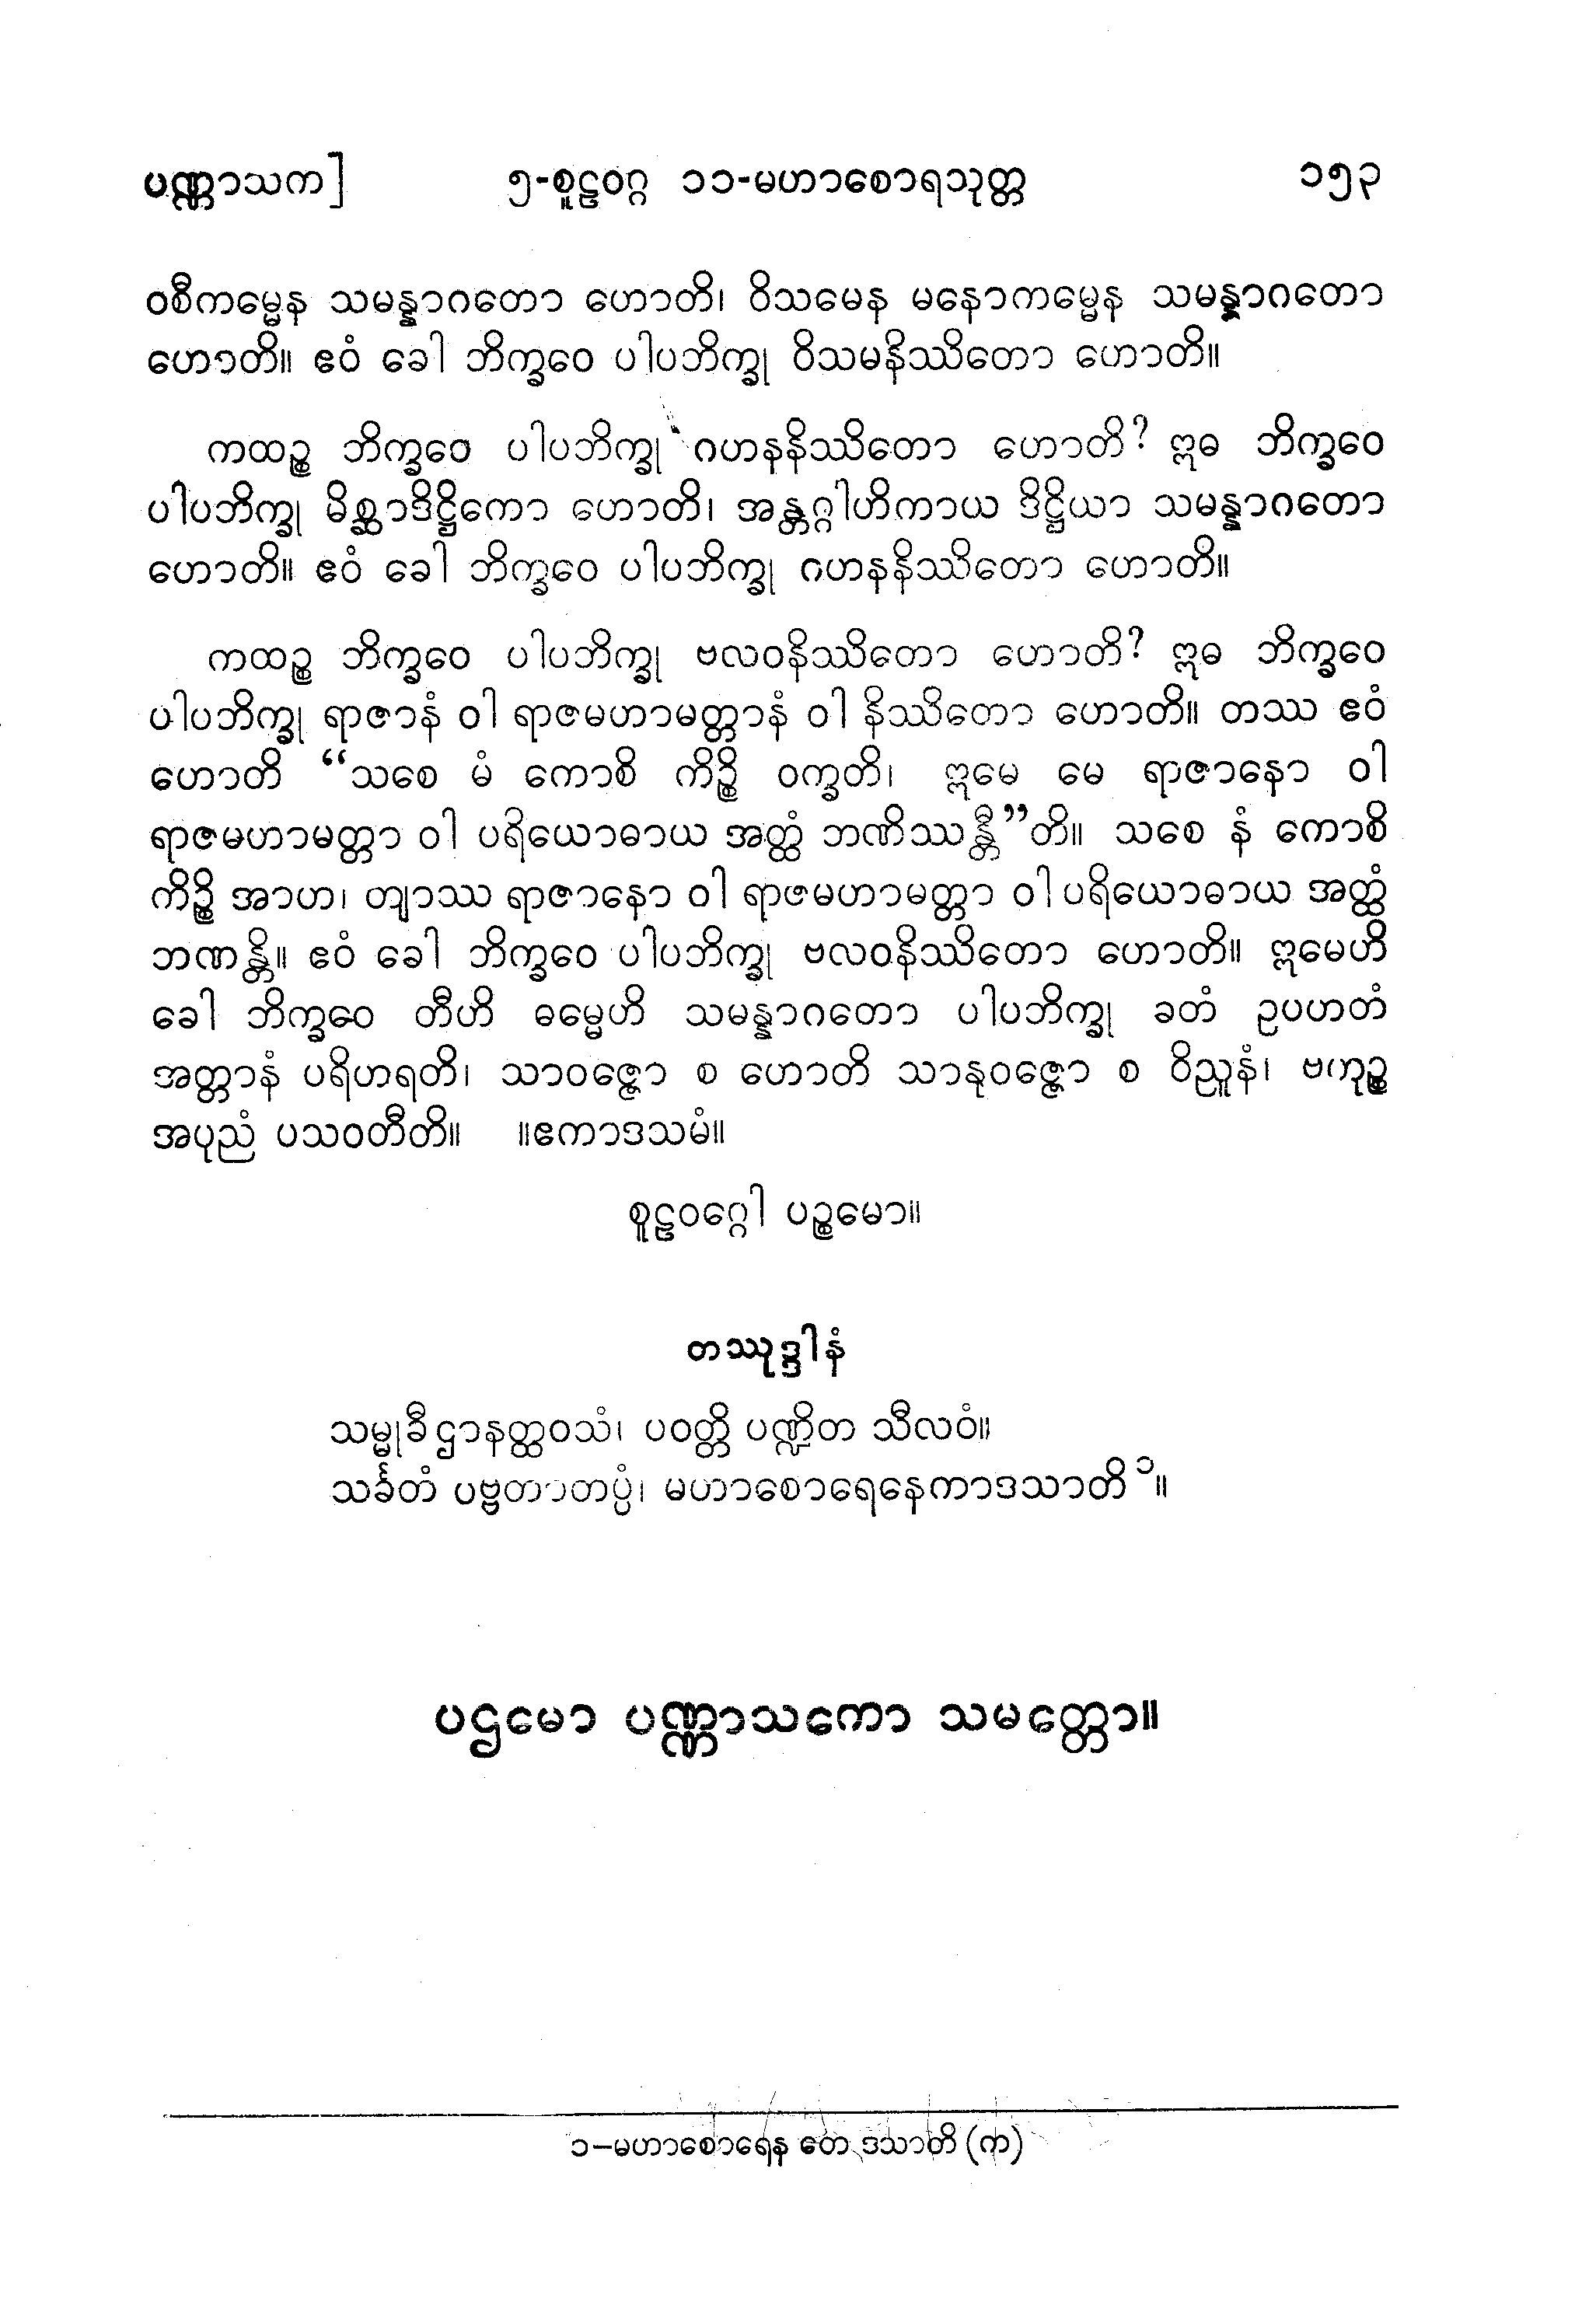 ပဏ္ဏာသက] ၅-စူဠဝဂ္ဂ ၁၁-မဟာစောရသုတ္တ ၁၅၃
ဝစီကမ္မေန သမန္နာဂတော ဟောတိ၊ ဝိသမေန မနောကမ္မေန သမန္နာဂတော
ဟောတိ။ ဧဝံ ခေါ ဘိက္ခဝေ ပါပဘိက္ခု ဝိသမနိဿိတော ဟောတိ။
ကထဉ္စ ဘိက္ခဝေ ပါပဘိက္ခု ဂဟနနိဿိတော ဟောတိ? ဣဓ ဘိက္ခဝေ
ပါပဘိက္ခု မိစ္ဆာဒိဋ္ဌိကော ဟောတိ၊ အန္တဂ္ဂါဟိကာယ ဒိဋ္ဌိယာ သမန္နာဂတော
ဟောတိ။ ဧဝံ ခေါ ဘိက္ခဝေ ပါပဘိက္ခု ဂဟနနိဿိတော ဟောတိ။
ကထဉ္စ ဘိက္ခဝေ ပါပဘိက္ခု ဗလဝနိဿိတော ဟောတိ? ဣဓ ဘိက္ခဝေ
ပါပဘိက္ခု ရာဇာနံ ဝါ ရာဇမဟာမတ္တာနံ ဝါ နိဿိတော ဟောတိ။ တဿ ဧဝံ
ဟောတိ “သစေ မံ ကောစိ ကိဉ္စိ ဝက္ခတိ၊ ဣမေ မေ ရာဇာနော ဝါ
ရာဇမဟာမတ္တာ ဝါ ပရိယောဓာယ အတ္ထံ ဘဏိဿန္တီ”တိ။ သစေ နံ ကောစိ
ကိဉ္စိ အာဟ၊ တျာဿ ရာဇာနော ဝါ ရာဇမဟာမတ္တာ ဝါ ပရိယောဓာယ အတ္ထံ
ဘဏန္တိ။ ဧဝံ ခေါ ဘိက္ခဝေ ပါပဘိက္ခု ဗလဝနိဿိတော ဟောတိ။ ဣမေဟိ
ခေါ ဘိက္ခဝေ တီဟိ ဓမ္မေဟိ သမန္နာဂတော ပါပဘိက္ခု ခတံ ဥပဟတံ
အတ္တာနံ ပရိဟရတိ၊ သာဝဇ္ဇော စ ဟောတိ သာနုဝဇ္ဇော စ ဝိညူနံ၊ ဗဟုဉ္စ
အပုညံ ပသဝတီတိ။ ။ဧကာဒသမံ။
စူဠဝဂ္ဂေါ ပဉ္စမော။
တဿုဒ္ဒါနံ
သမ္မုခီ ဌာနတ္ထဝသံ၊ ပဝတ္တိ ပဏ္ဍိတ သီလဝံ။
သင်္ခတံ ပဗ္ဗတာတပ္ပံ၊ မဟာစောရေနေကာဒသာတိ ၁။
ပဌမော ပဏ္ဏာသကော သမတ္တော။
၁–မဟာစောရေန တေ ဒသာတိ (က)